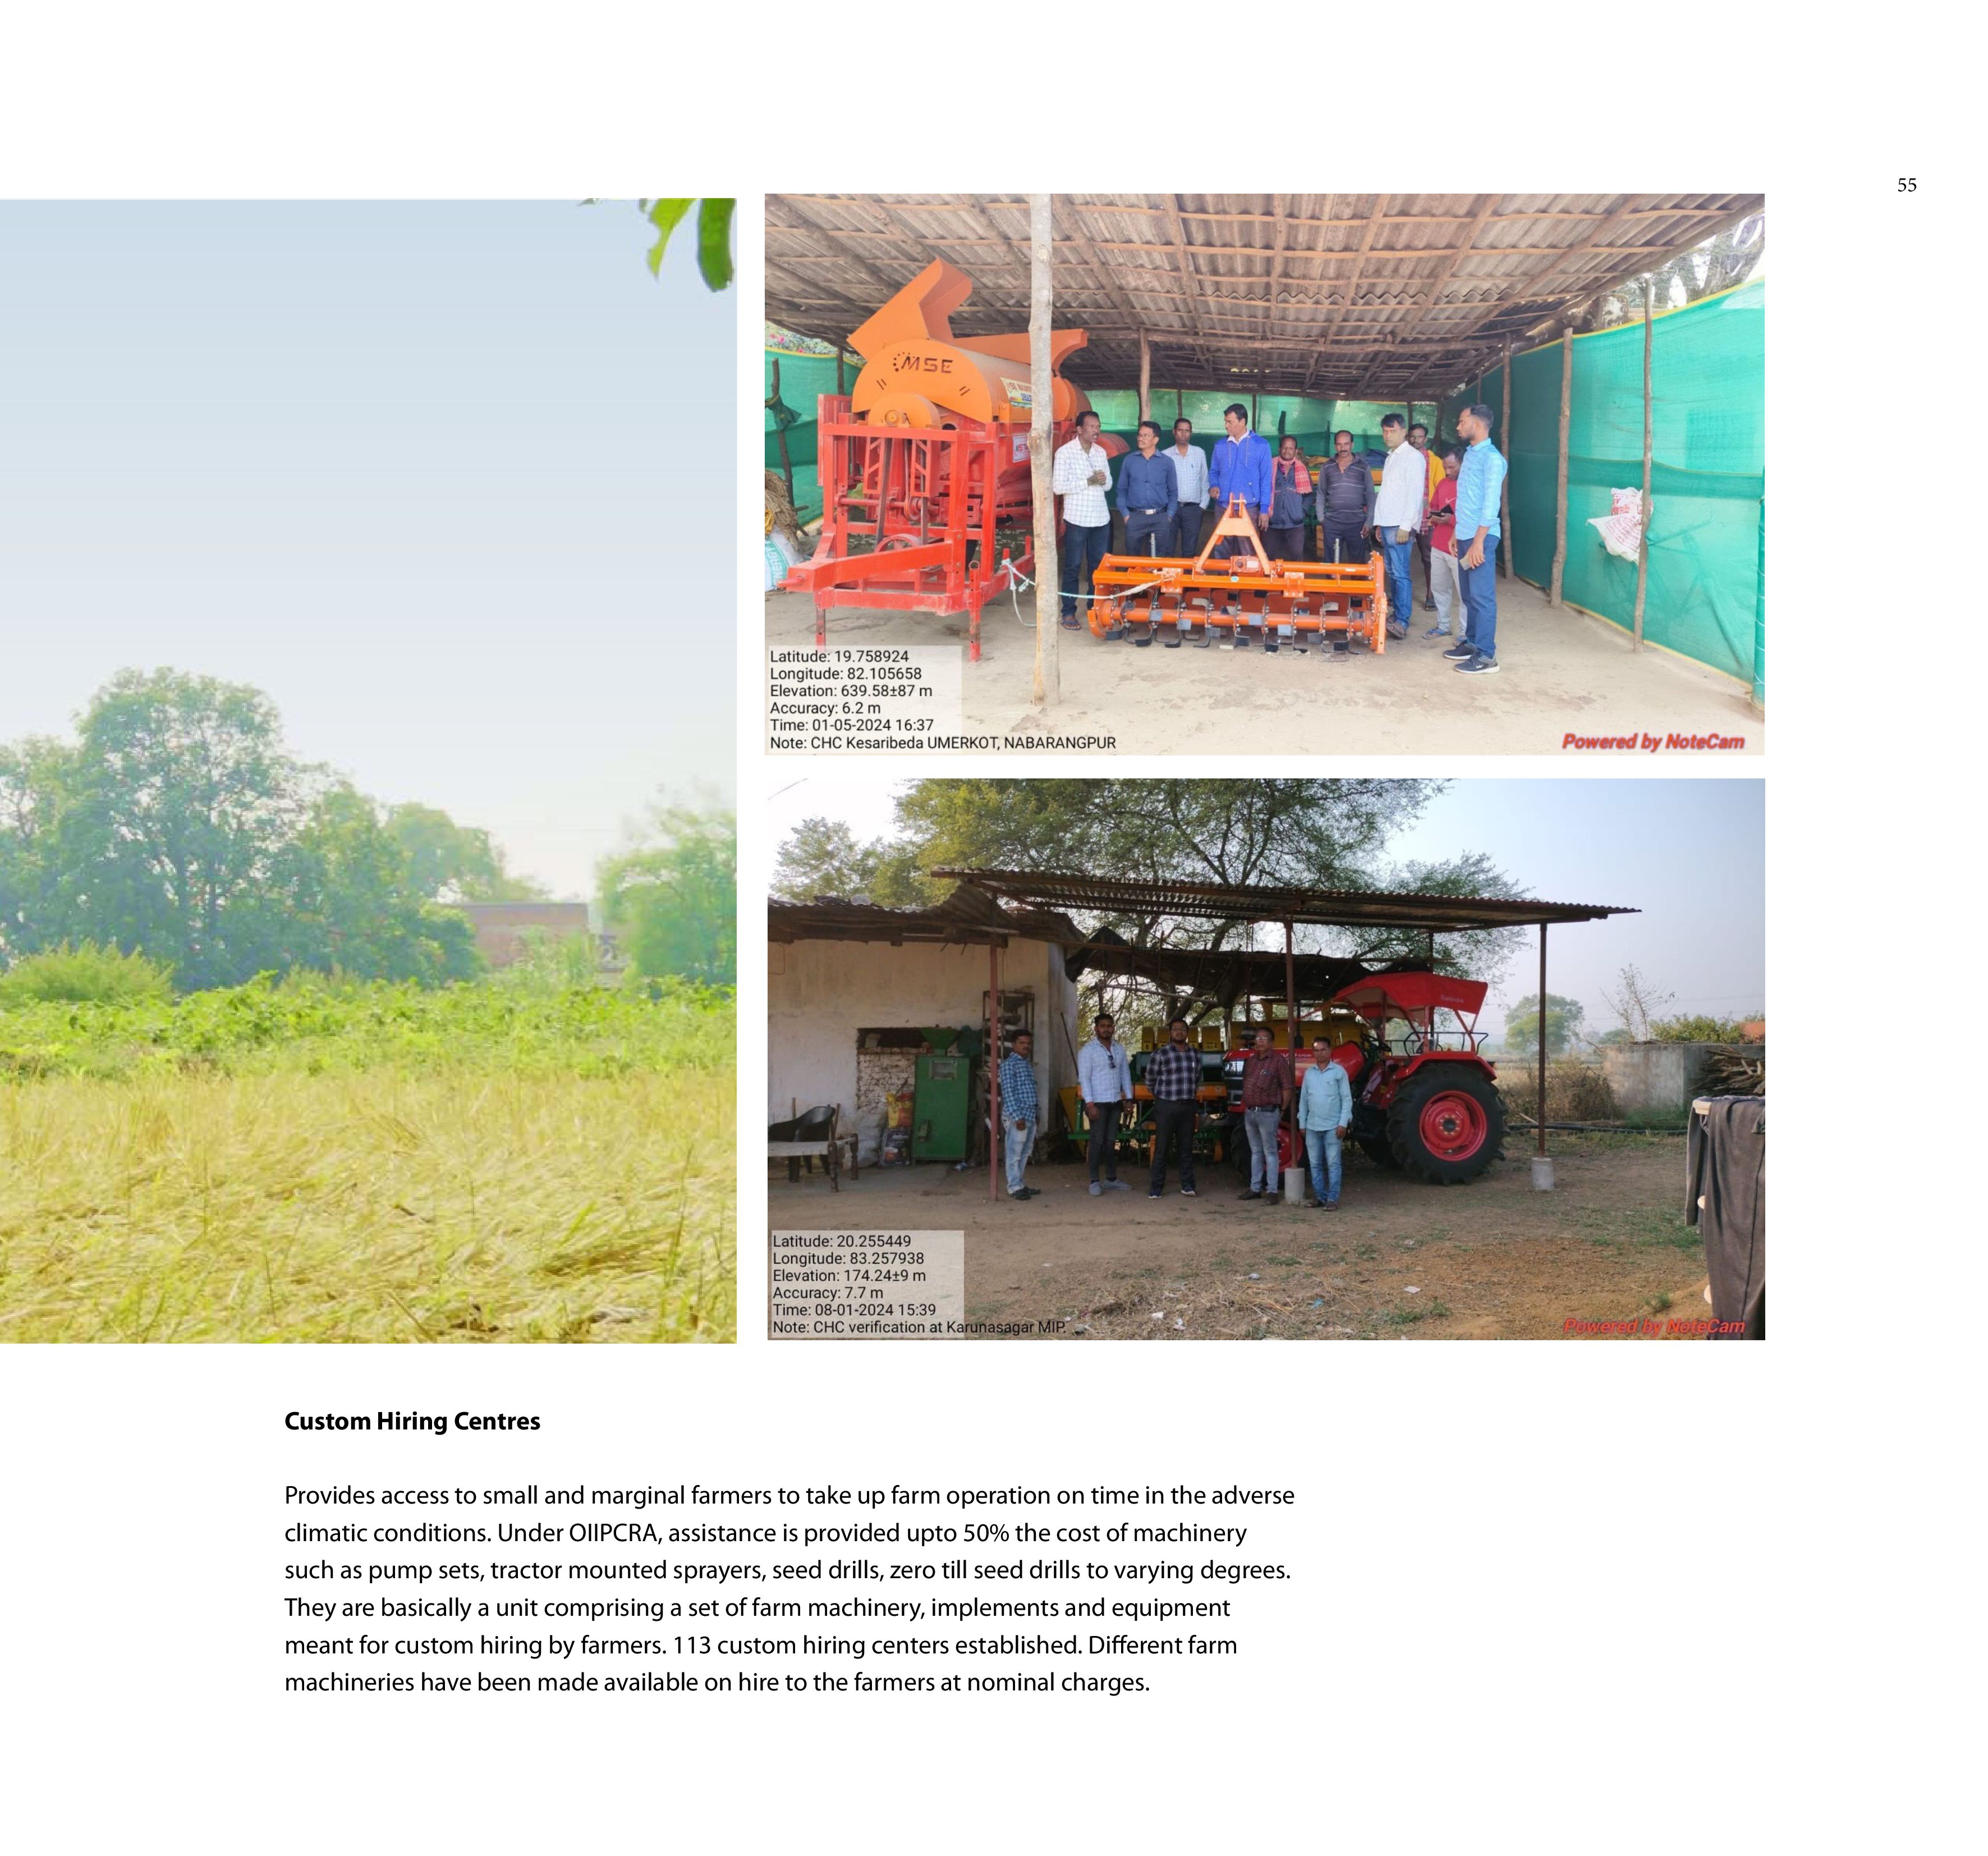 55
MSE
Latitude: 19.758924
Longitude: 82.105658
Elevation: 639.58±87 m
Accuracy: 6.2 m
Time: 01-05-2024 16:37
Note: CHC Kesaribeda UMERKOT, NABARANGPUR
Powered by NoteCam
Latitude: 20.255449
Longitude: 83.257938
Elevation: 174.24±9 m
Accuracy: 7.7 m
Time: 08-01-2024 15:39
Note: CHC verification at Karunasagar MIP.
Powered by NoteCam
Custom Hiring Centres
Provides access to small and marginal farmers to take up farm operation on time in the adverse
climatic conditions. Under OIIPCRA, assistance is provided upto 50% the cost of machinery
such as pump sets, tractor mounted sprayers, seed drills, zero till seed drills to varying degrees.
They are basically a unit comprising a set of farm machinery, implements and equipment
meant for custom hiring by farmers. 113 custom hiring centers established. Different farm
machineries have been made available on hire to the farmers at nominal charges.